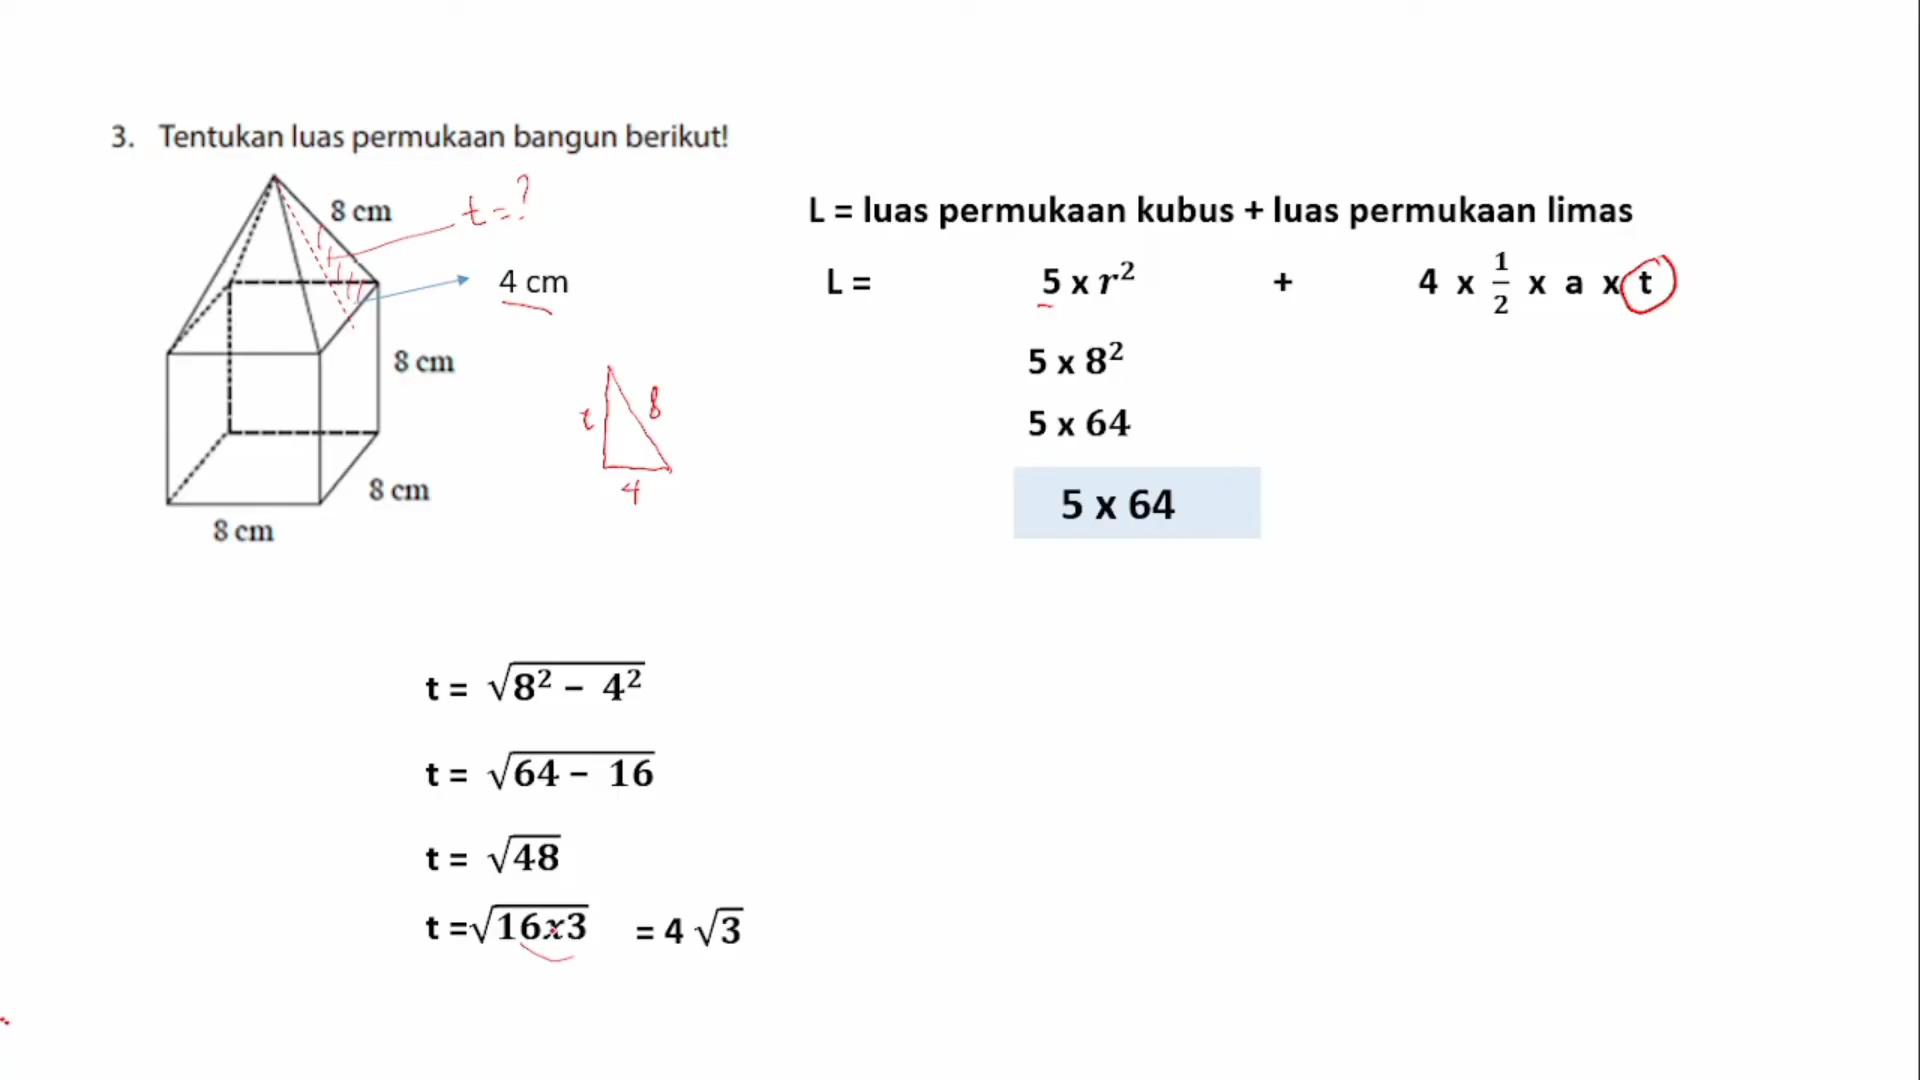 3. Tentukan luas permukaan bangun berikut!
8 cm
t = ?
4 cm
8 cm
8 cm
8 cm
t
8
4
L = luas permukaan kubus + luas permukaan limas
L = 5 x r² + 4 x 1/2 x a x t
5 x 8²
5 x 64
5 x 64
t = √8² – 4²
t = √64 – 16
t = √48
t =√16x3 = 4 √3